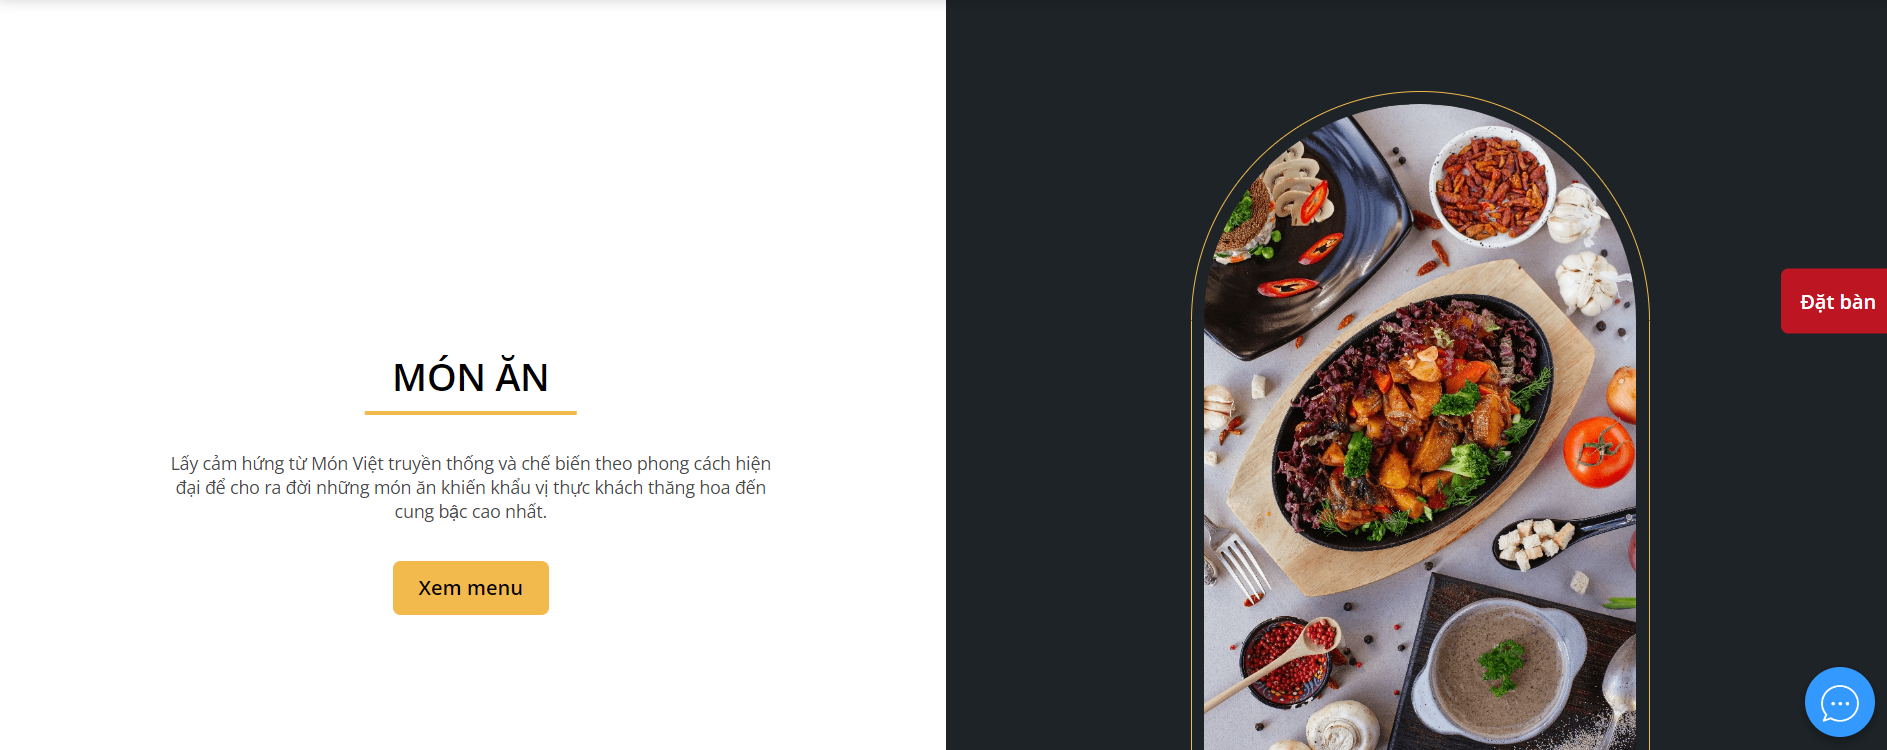 MÓN ĂN
Lấy cảm hứng từ Món Việt truyền thống và chế biến theo phong cách hiện
đại để cho ra đời những món ăn khiến khẩu vị thực khách thăng hoa đến
cung bậc cao nhất.
Xem menu
Đặt bàn